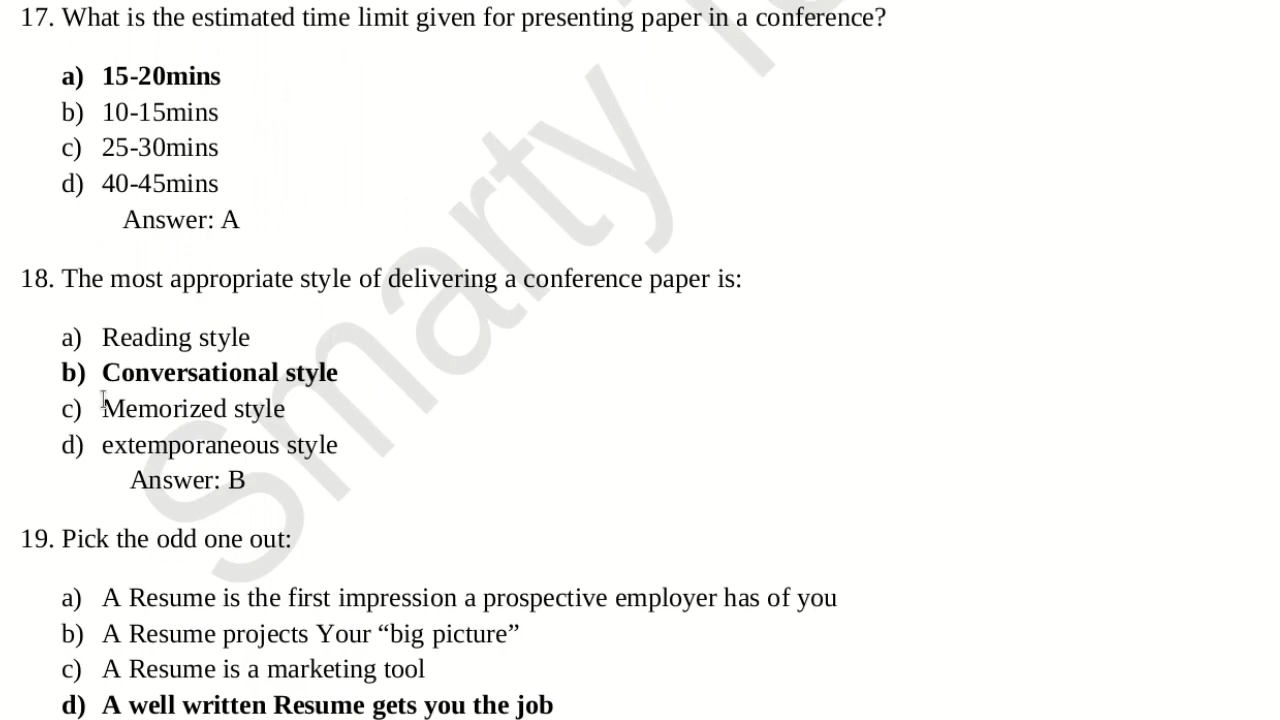 17. What is the estimated time limit given for presenting paper in a conference?
a) 15-20mins
b) 10-15mins
c) 25-30mins
d) 40-45mins
Answer: A
18. The most appropriate style of delivering a conference paper is:
a) Reading style
b) Conversational style
c) Memorized style
d) extemporaneous style
Answer: B
19. Pick the odd one out:
a) A Resume is the first impression a prospective employer has of you
b) A Resume projects Your “big picture”
c) A Resume is a marketing tool
d) A well written Resume gets you the job
Smarty